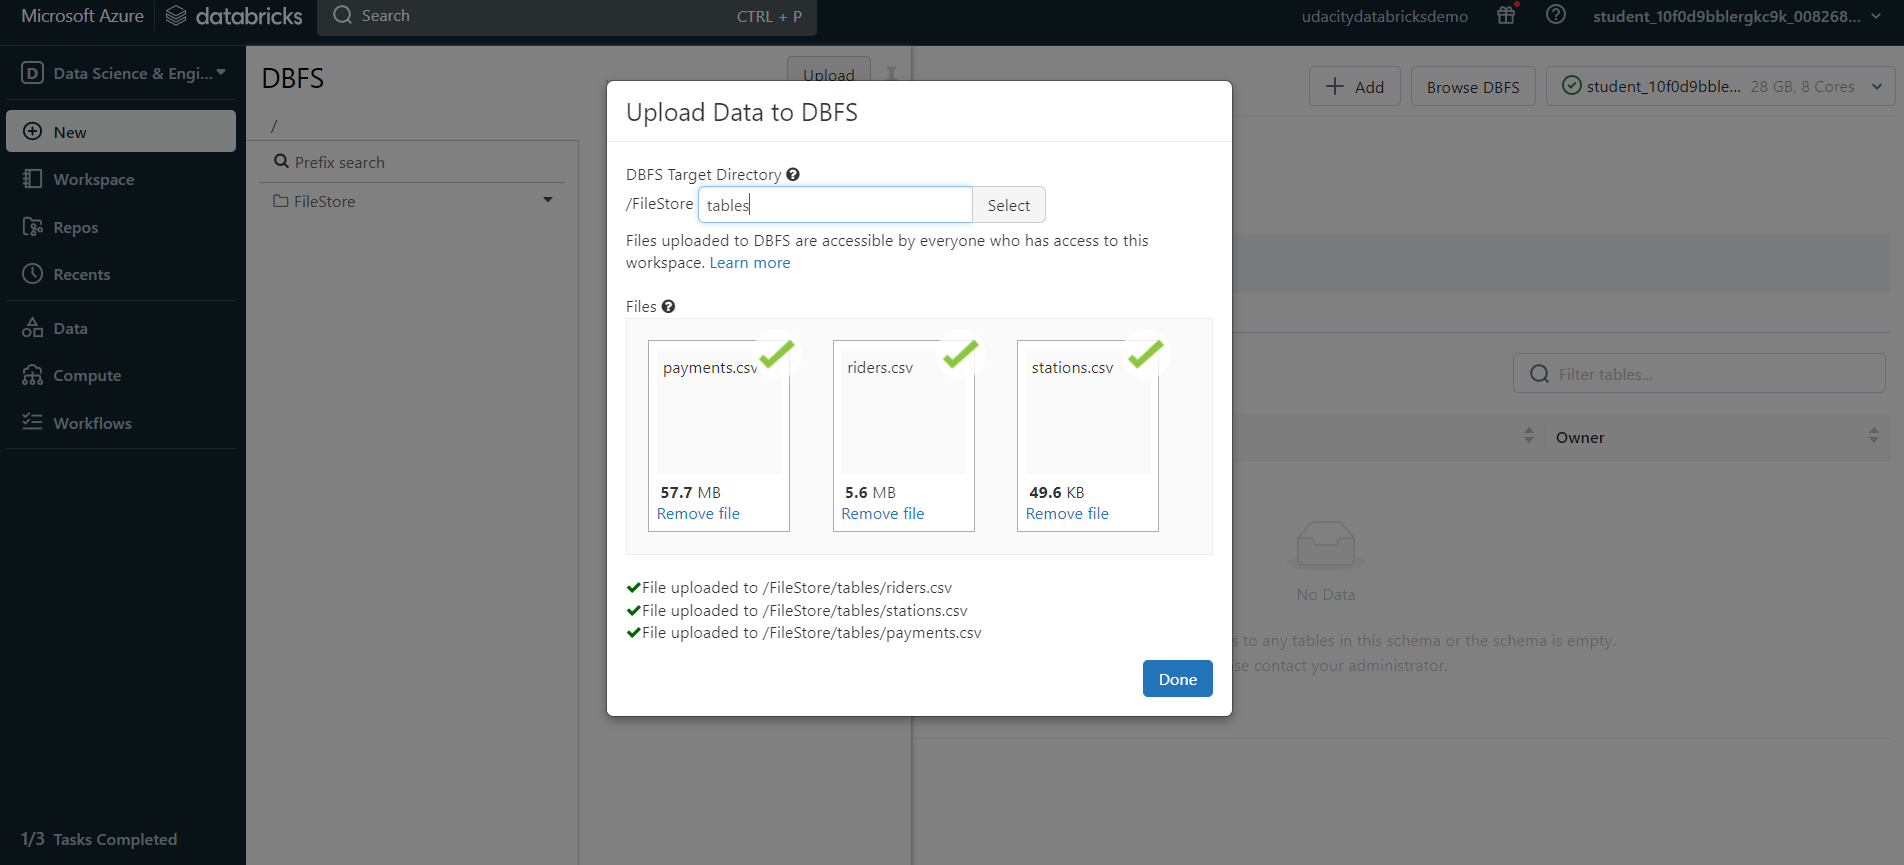 Microsoft Azure databricks Search CTRL + P udacitydatabricksdemo student_10f0d9bblergkc9k_008268...
D Data Science & Engi...
New
Workspace
Repos
Recents
Data
Compute
Workflows
1/3 Tasks Completed
DBFS
Upload
/
Prefix search
FileStore
Upload Data to DBFS
DBFS Target Directory
/FileStore tables Select
Files uploaded to DBFS are accessible by everyone who has access to this
workspace. Learn more
Files
payments.csv riders.csv stations.csv
57.7 MB 5.6 MB 49.6 KB
Remove file Remove file Remove file
File uploaded to /FileStore/tables/riders.csv
File uploaded to /FileStore/tables/stations.csv
File uploaded to /FileStore/tables/payments.csv
Done
Add Browse DBFS student_10f0d9bble... 28 GB, 8 Cores
Filter tables...
Owner
No Data
s to any tables in this schema or the schema is empty.
se contact your administrator.